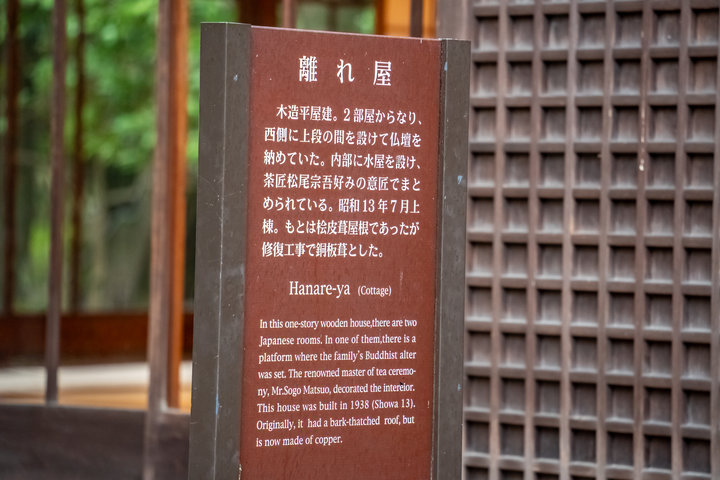 離れ屋
木造平屋建。2部屋からなり、
西側に上段の間を設けて仏壇を
納めていた。内部に水屋を設け、
茶匠松尾宗吾好みの意匠でまと
められている。昭和13年7月上
棟。もとは桧皮葺屋根であったが
修復工事で銅板葺とした。
Hanare-ya (Cottage)
In this one-story wooden house,there are two
Japanese rooms. In one of them,there is a
platform where the family's Buddhist alter
was set. The renowned master of tea ceremo-
ny, Mr.Sogo Matsuo, decorated the intereior.
This house was built in 1938 (Showa 13).
Originally, it had a bark-thatched roof, but
is now made of copper.